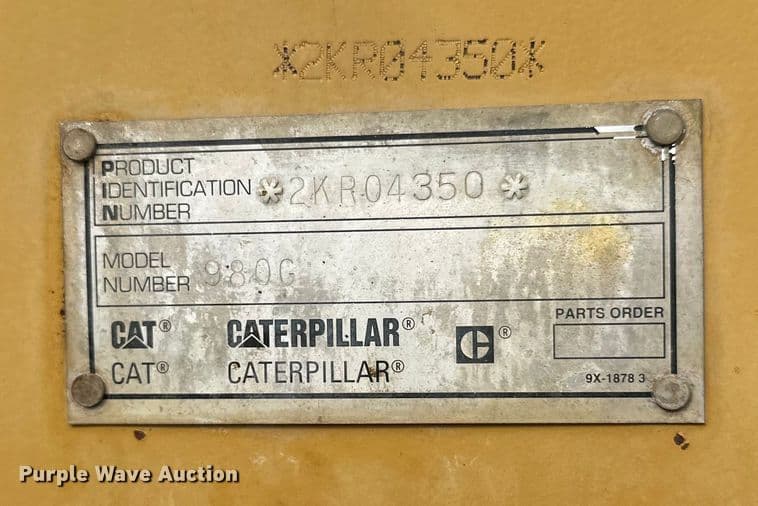 *2KR04350*
PRODUCT
IDENTIFICATION
NUMBER
*2KR04350*
MODEL
NUMBER
980G
CAT® CATERPILLAR® ®
CAT® CATERPILLAR®
PARTS ORDER
9X-1878 3
Purple Wave Auction